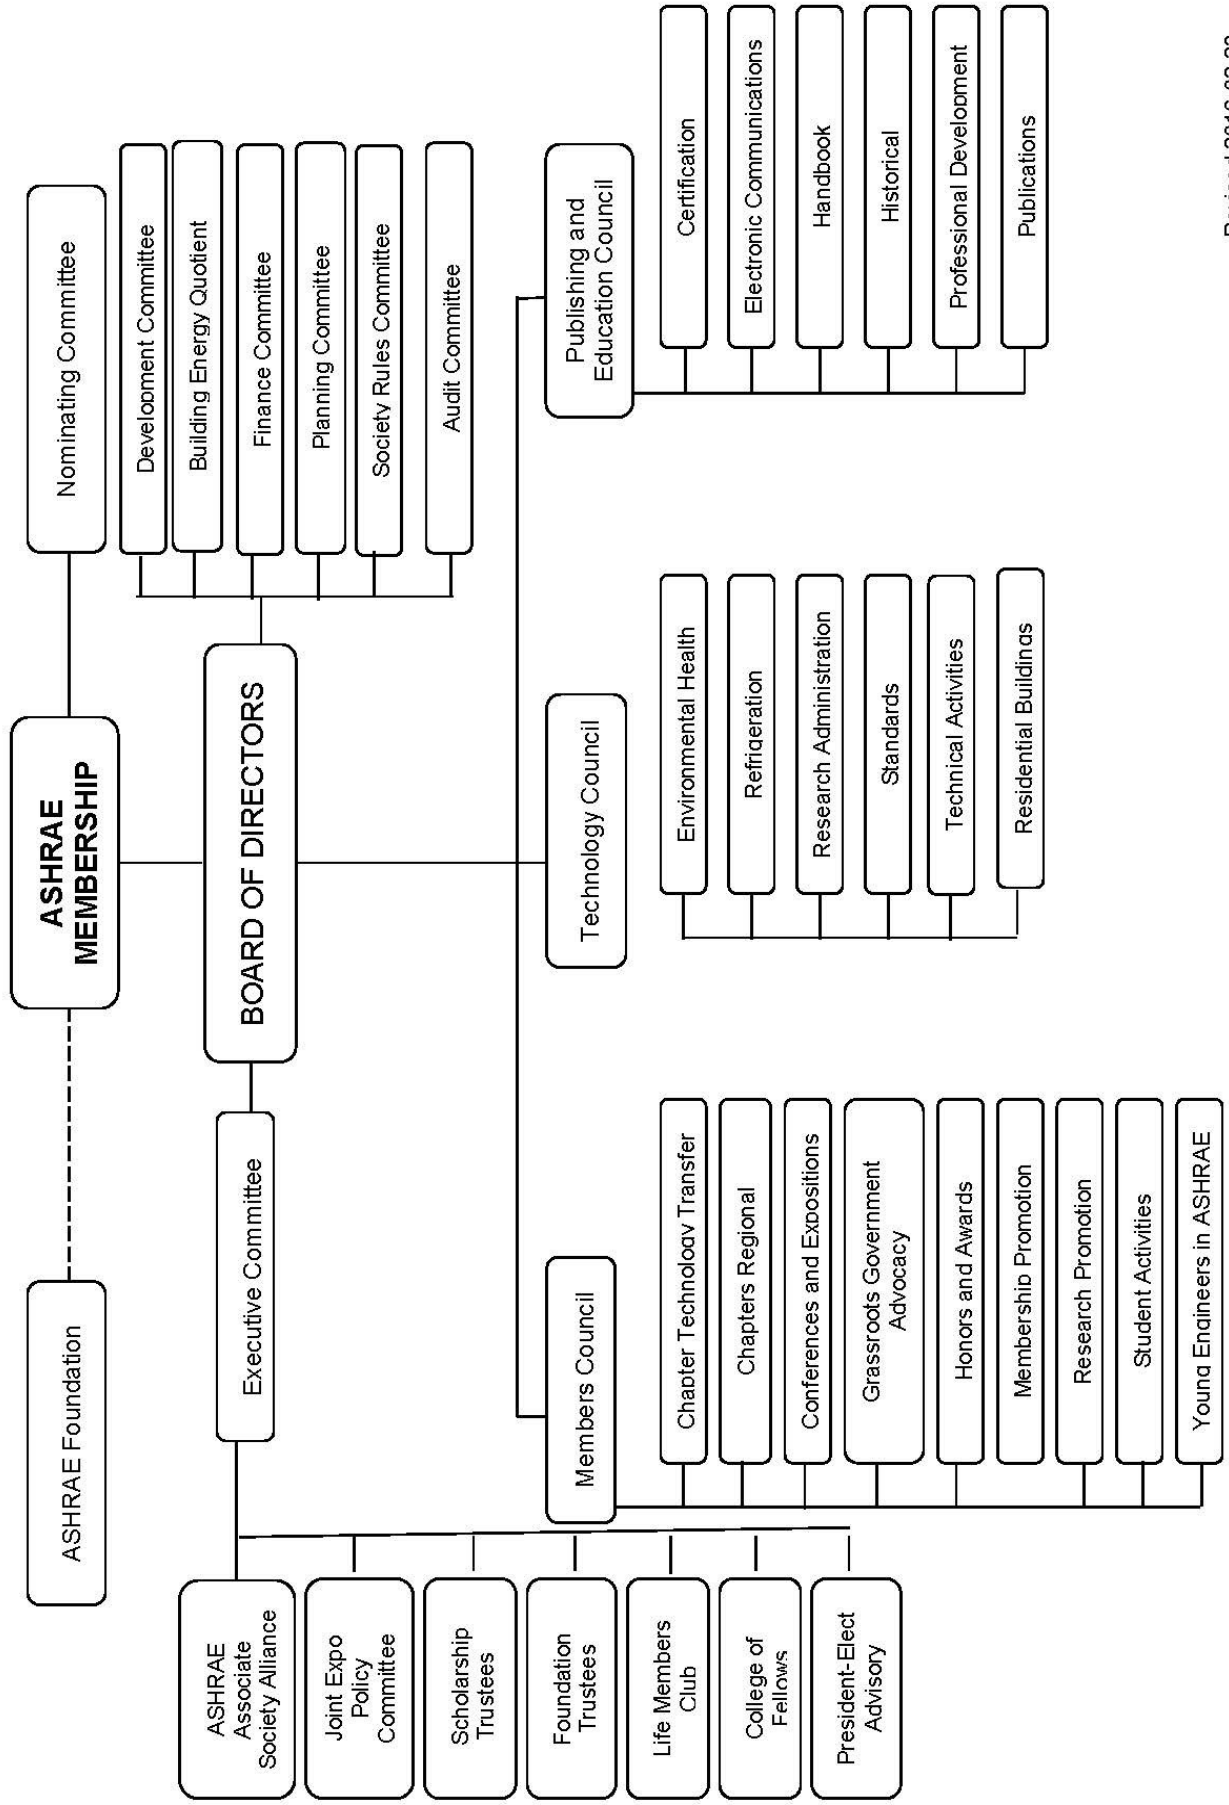 ASHRAE
MEMBERSHIP
ASHRAE Foundation
Nominating Committee
BOARD OF DIRECTORS
Executive Committee
Development Committee
Building Energy Quotient
Finance Committee
Planning Committee
Society Rules Committee
Audit Committee
ASHRAE
Associate
Society Alliance
Joint Expo
Policy
Committee
Scholarship
Trustees
Foundation
Trustees
Life Members
Club
College of
Fellows
President-Elect
Advisory
Members Council
Chapter Technology Transfer
Chapters Regional
Conferences and Expositions
Grassroots Government
Advocacy
Honors and Awards
Membership Promotion
Research Promotion
Student Activities
Young Engineers in ASHRAE
Technology Council
Environmental Health
Refrigeration
Research Administration
Standards
Technical Activities
Residential Buildings
Publishing and
Education Council
Certification
Electronic Communications
Handbook
Historical
Professional Development
Publications